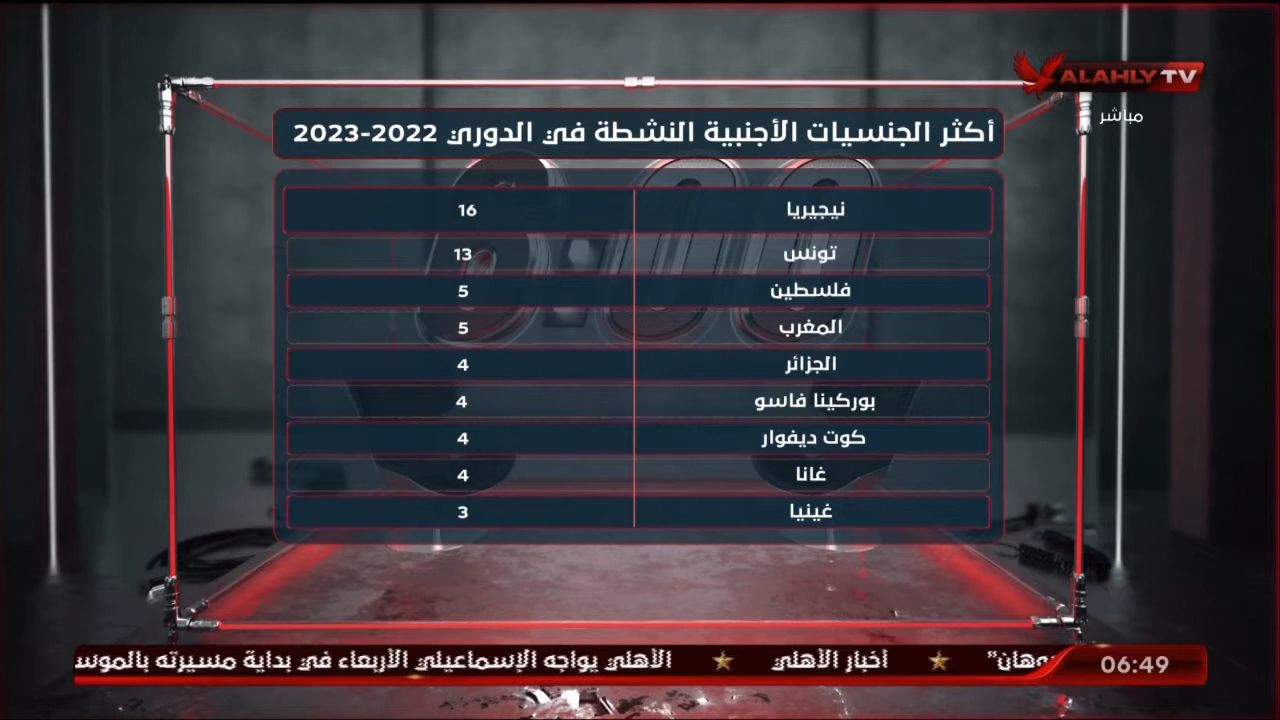 ALAHLY TV
مباشر
أكثر الجنسيات الأجنبية النشطة في الدوري 2022-2023
نيجيريا 16
تونس 13
فلسطين 5
المغرب 5
الجزائر 4
بوركينا فاسو 4
كوت ديفوار 4
غانا 4
غينيا 3
أخبار الأهلي ★ الأهلي يواجه الإسماعيلي الأربعاء في بداية مسيرته
06:49